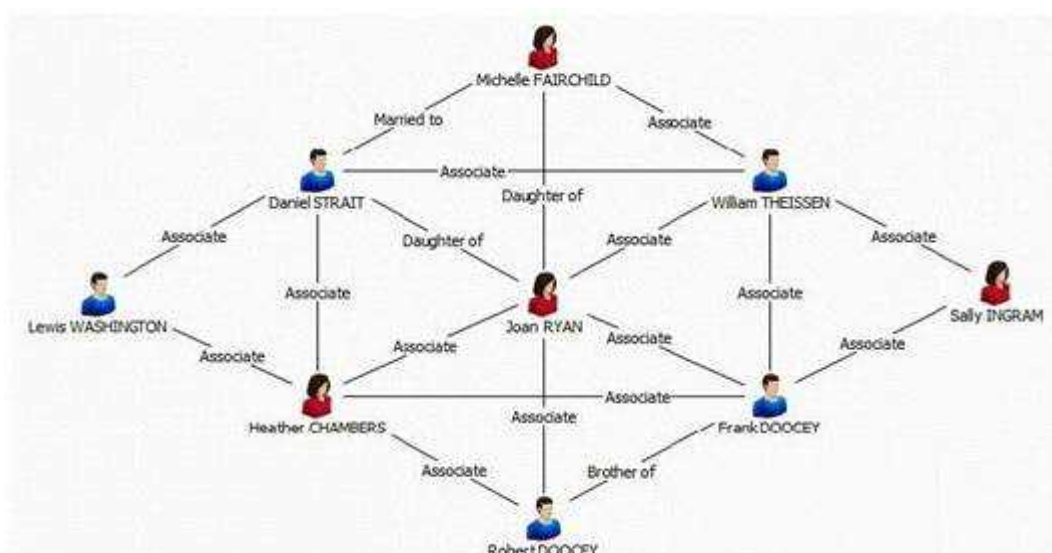 Michelle FAIRCHILD
Married to
Associate
Associate
Daniel STRAIT
Daughter of
William THEISSEN
Associate
Daughter of
Associate
Associate
Associate
Associate
Lewis WASHINGTON
Joan RYAN
Sally INGRAM
Associate
Associate
Associate
Associate
Associate
Heather CHAMBERS
Associate
Frank DOOCEY
Associate
Brother of
Robert DOOCEY